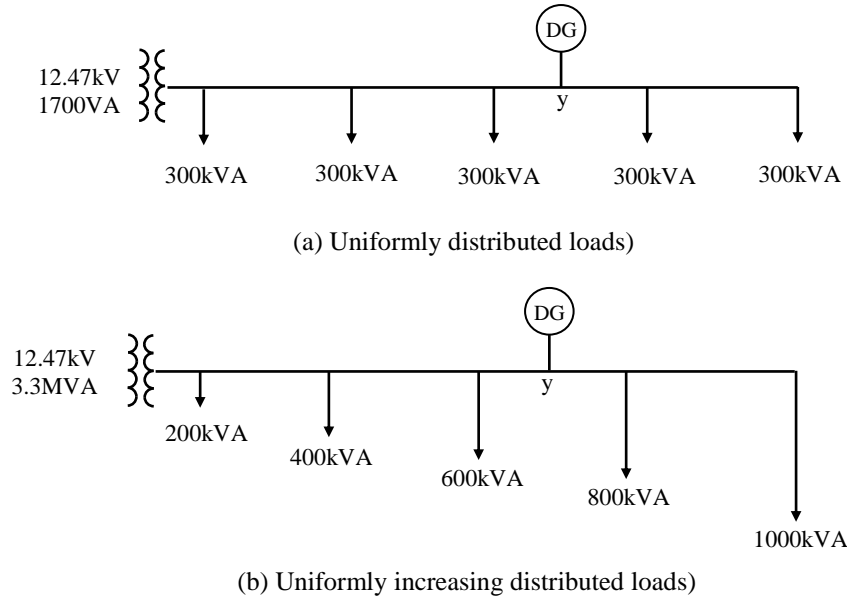 DG
12.47kV
1700VA
y
300kVA 300kVA 300kVA 300kVA 300kVA
(a) Uniformly distributed loads)
DG
12.47kV
3.3MVA
y
200kVA
400kVA
600kVA
800kVA
1000kVA
(b) Uniformly increasing distributed loads)